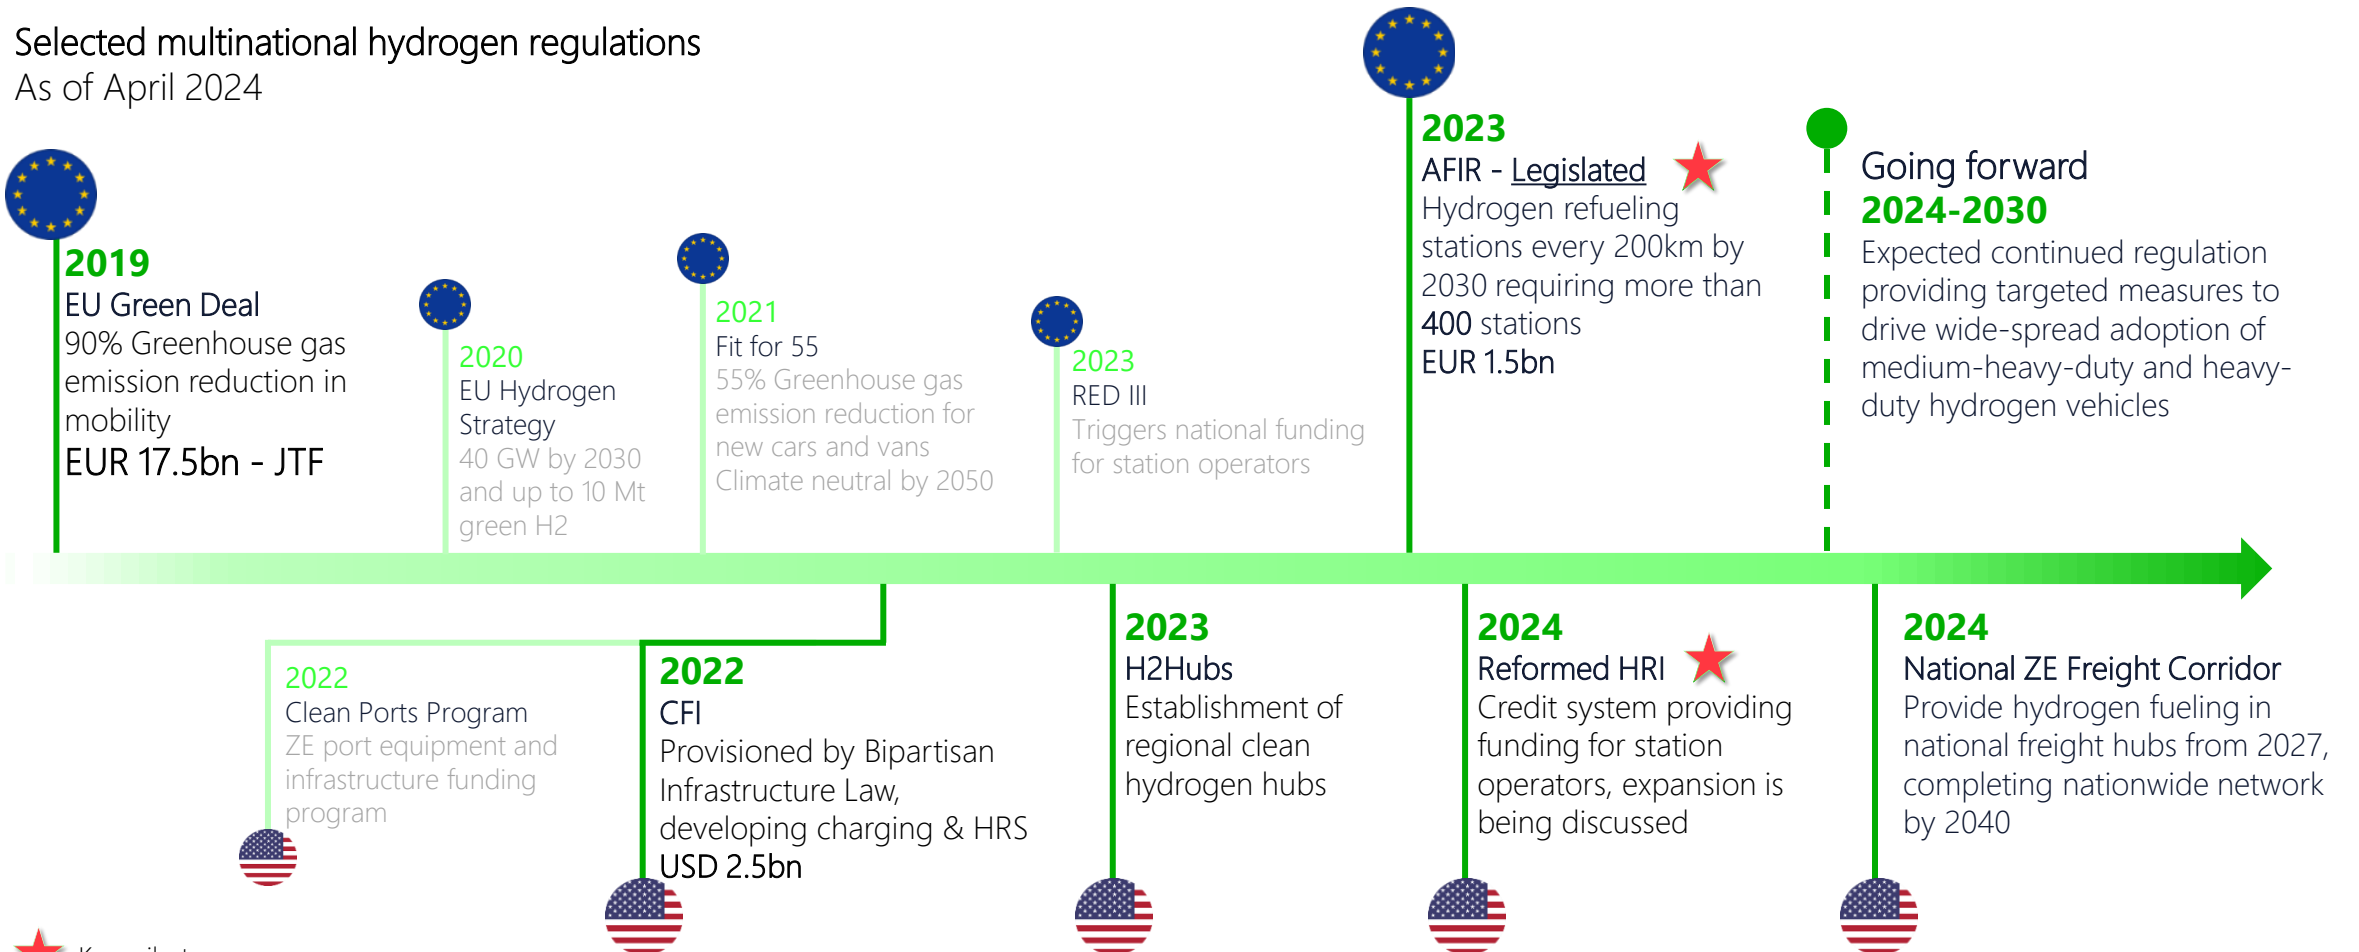 Selected multinational hydrogen regulations
As of April 2024
2019
EU Green Deal
90% Greenhouse gas
emission reduction in
mobility
EUR 17.5bn - JTF
2020
EU Hydrogen
Strategy
40 GW by 2030
and up to 10 Mt
green H2
2021
Fit for 55
55% Greenhouse gas
emission reduction for
new cars and vans
Climate neutral by 2050
2023
RED III
Triggers national funding
for station operators
2023
AFIR - Legislated
Hydrogen refueling
stations every 200km by
2030 requiring more than
400 stations
EUR 1.5bn
Going forward
2024-2030
Expected continued regulation
providing targeted measures to
drive wide-spread adoption of
medium-heavy-duty and heavy-
duty hydrogen vehicles
2022
Clean Ports Program
ZE port equipment and
infrastructure funding
program
2022
CFI
Provisioned by Bipartisan
Infrastructure Law,
developing charging & HRS
USD 2.5bn
2023
H2Hubs
Establishment of
regional clean
hydrogen hubs
2024
Reformed HRI
Credit system providing
funding for station
operators, expansion is
being discussed
2024
National ZE Freight Corridor
Provide hydrogen fueling in
national freight hubs from 2027,
completing nationwide network
by 2040